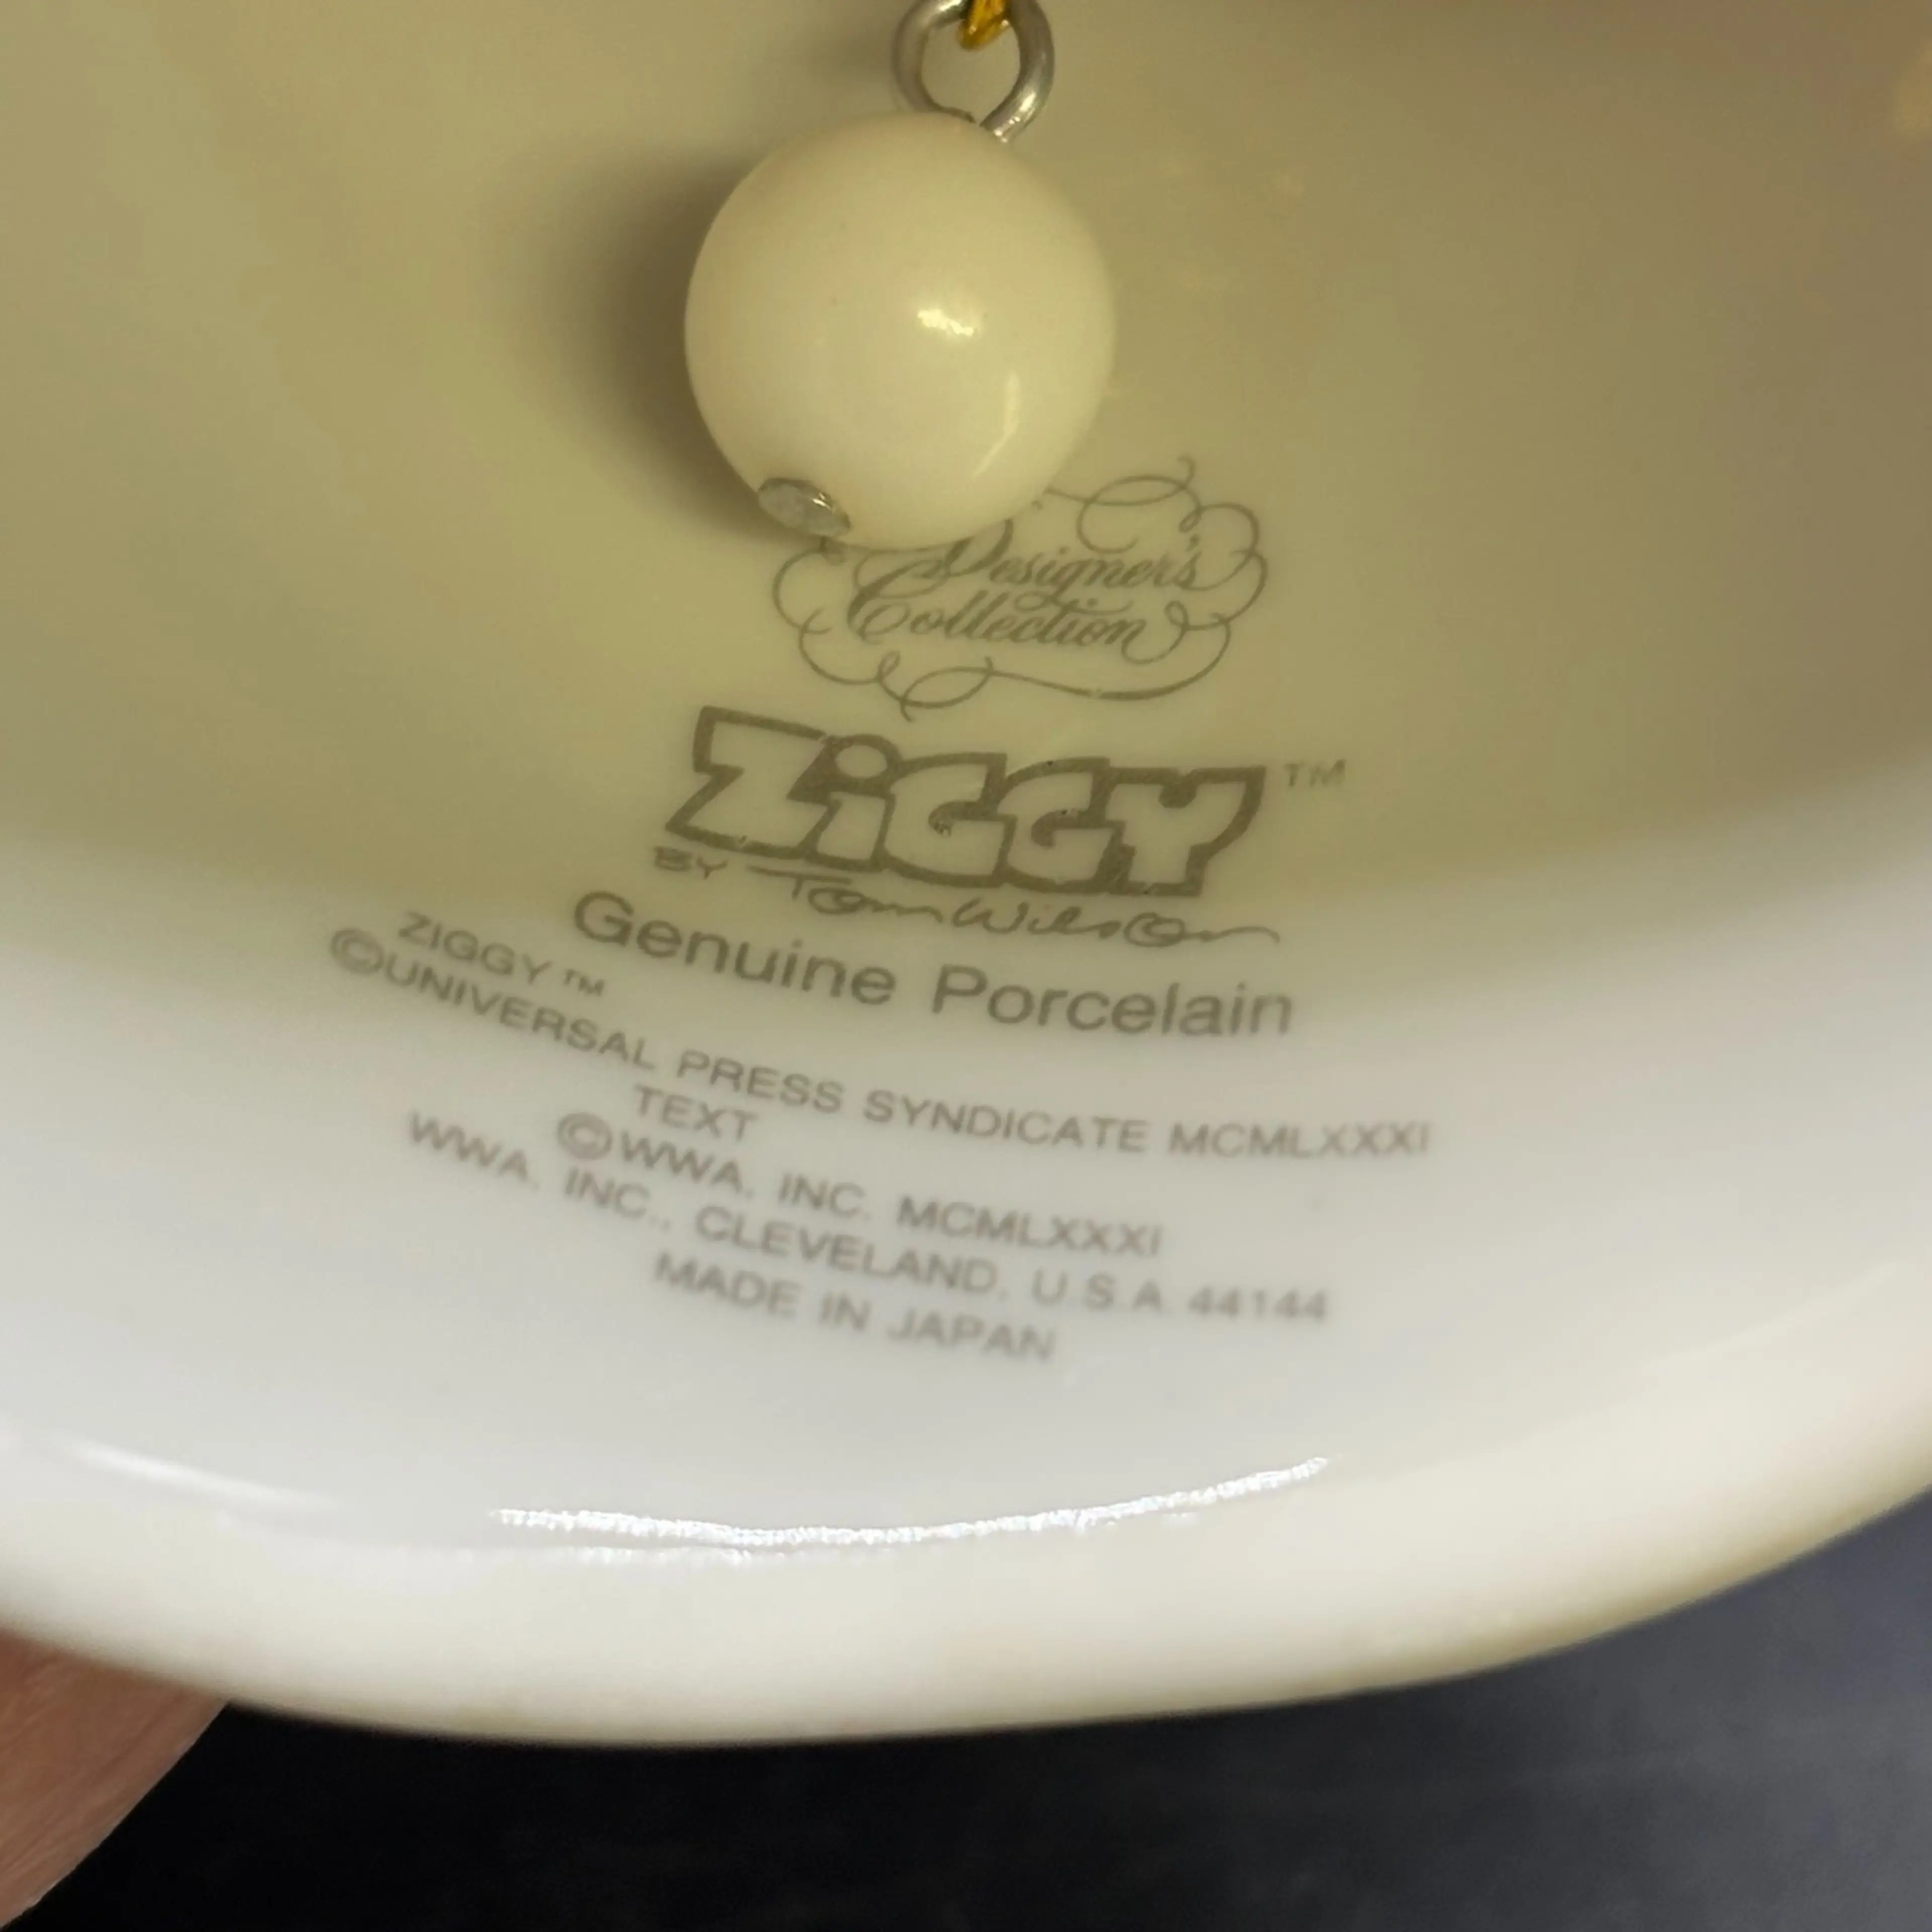 Designer's
Collection
ZiGGY™
BY Tom Wilson
Genuine Porcelain
ZIGGY™
©UNIVERSAL PRESS SYNDICATE MCMLXXXI
TEXT
©WWA, INC. MCMLXXXI
WWA, INC., CLEVELAND, U.S.A. 44144
MADE IN JAPAN